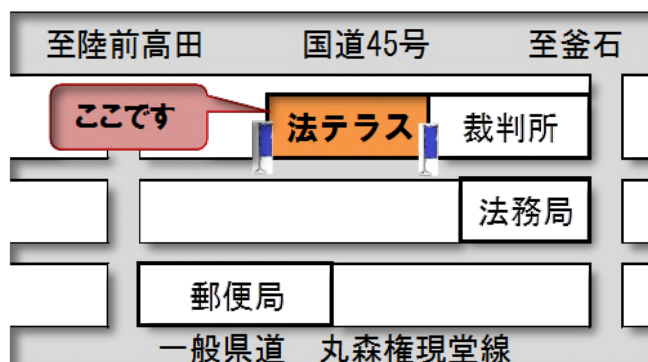 至陸前高田 国道45号 至釜石
ここです
法テラス
裁判所
法務局
郵便局
一般県道 丸森権現堂線